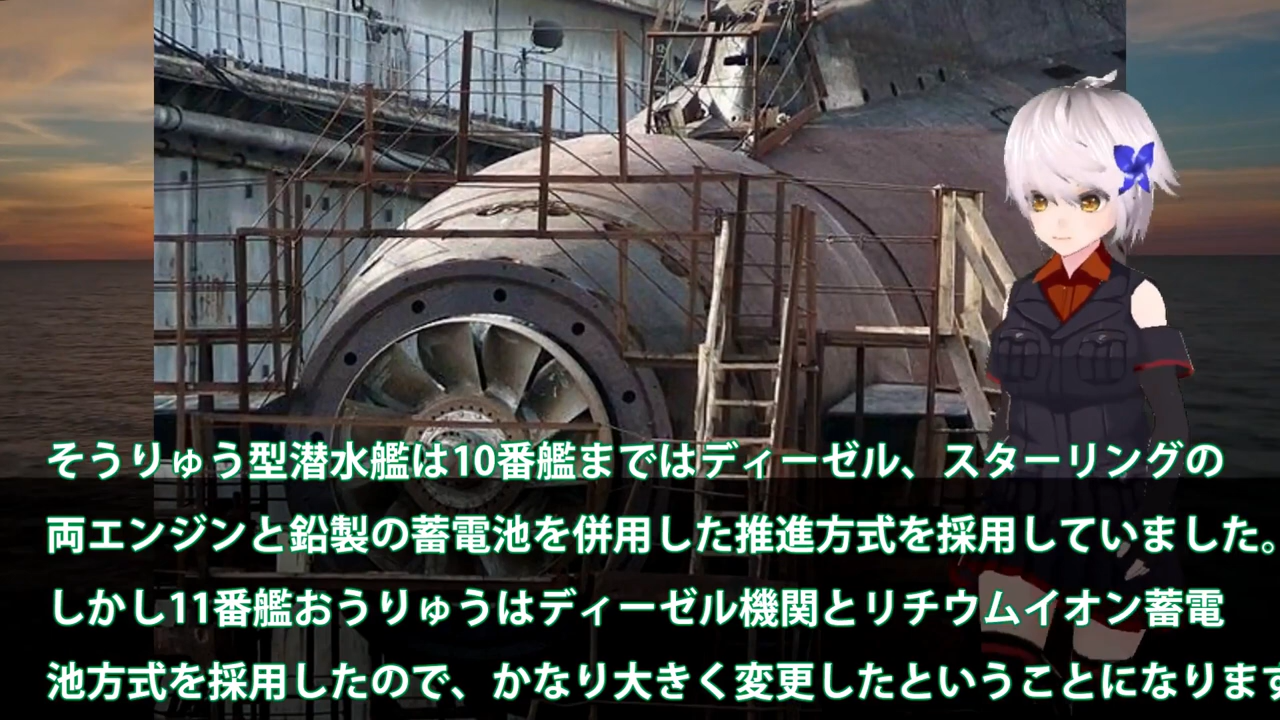 そうりゅう型潜水艦は10番艦まではディーゼル、スターリングの
両エンジンと鉛製の蓄電池を併用した推進方式を採用していました。
しかし11番艦おうりゅうはディーゼル機関とリチウムイオン蓄電
池方式を採用したので、かなり大きく変更したということになります